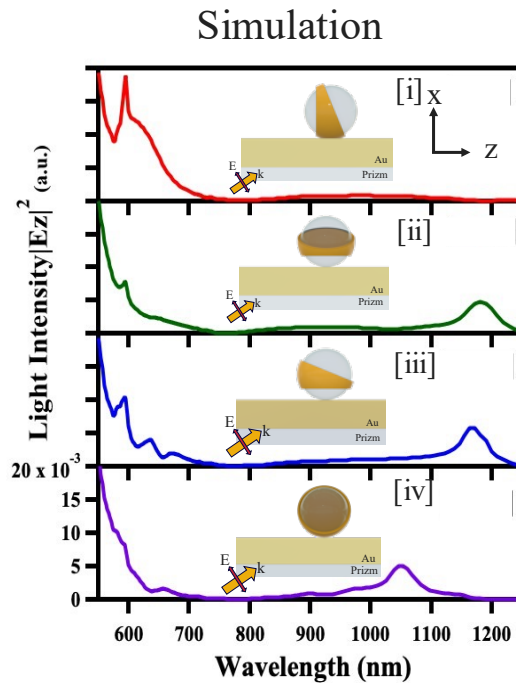 Simulation
Light Intensity|Ez|² (a.u.)
[i]
X
Z
E
k
Au
Prizm
[ii]
E
k
Au
Prizm
[iii]
E
k
Au
Prizm
20 x 10⁻³
15
10
5
0
[iv]
E
k
Au
Prizm
600 700 800 900 1000 1100 1200
Wavelength (nm)